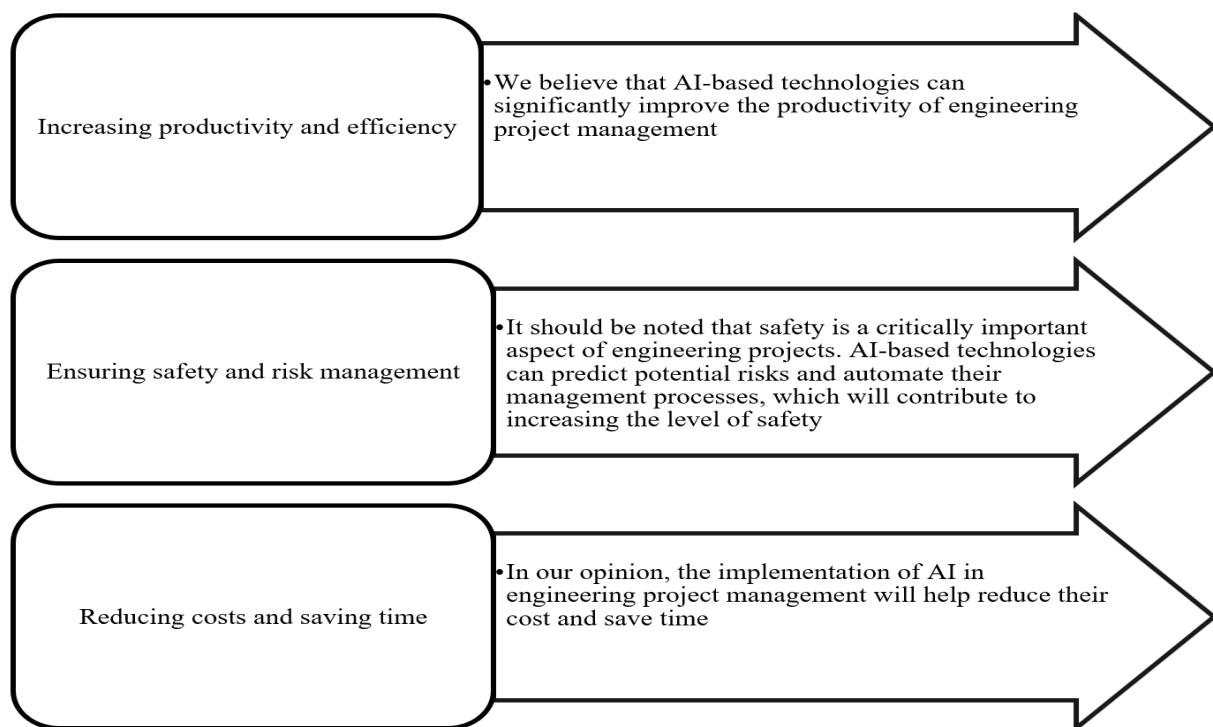 Increasing productivity and efficiency
•We believe that AI-based technologies can
significantly improve the productivity of engineering
project management
Ensuring safety and risk management
•It should be noted that safety is a critically important
aspect of engineering projects. AI-based technologies
can predict potential risks and automate their
management processes, which will contribute to
increasing the level of safety
Reducing costs and saving time
•In our opinion, the implementation of AI in
engineering project management will help reduce their
cost and save time